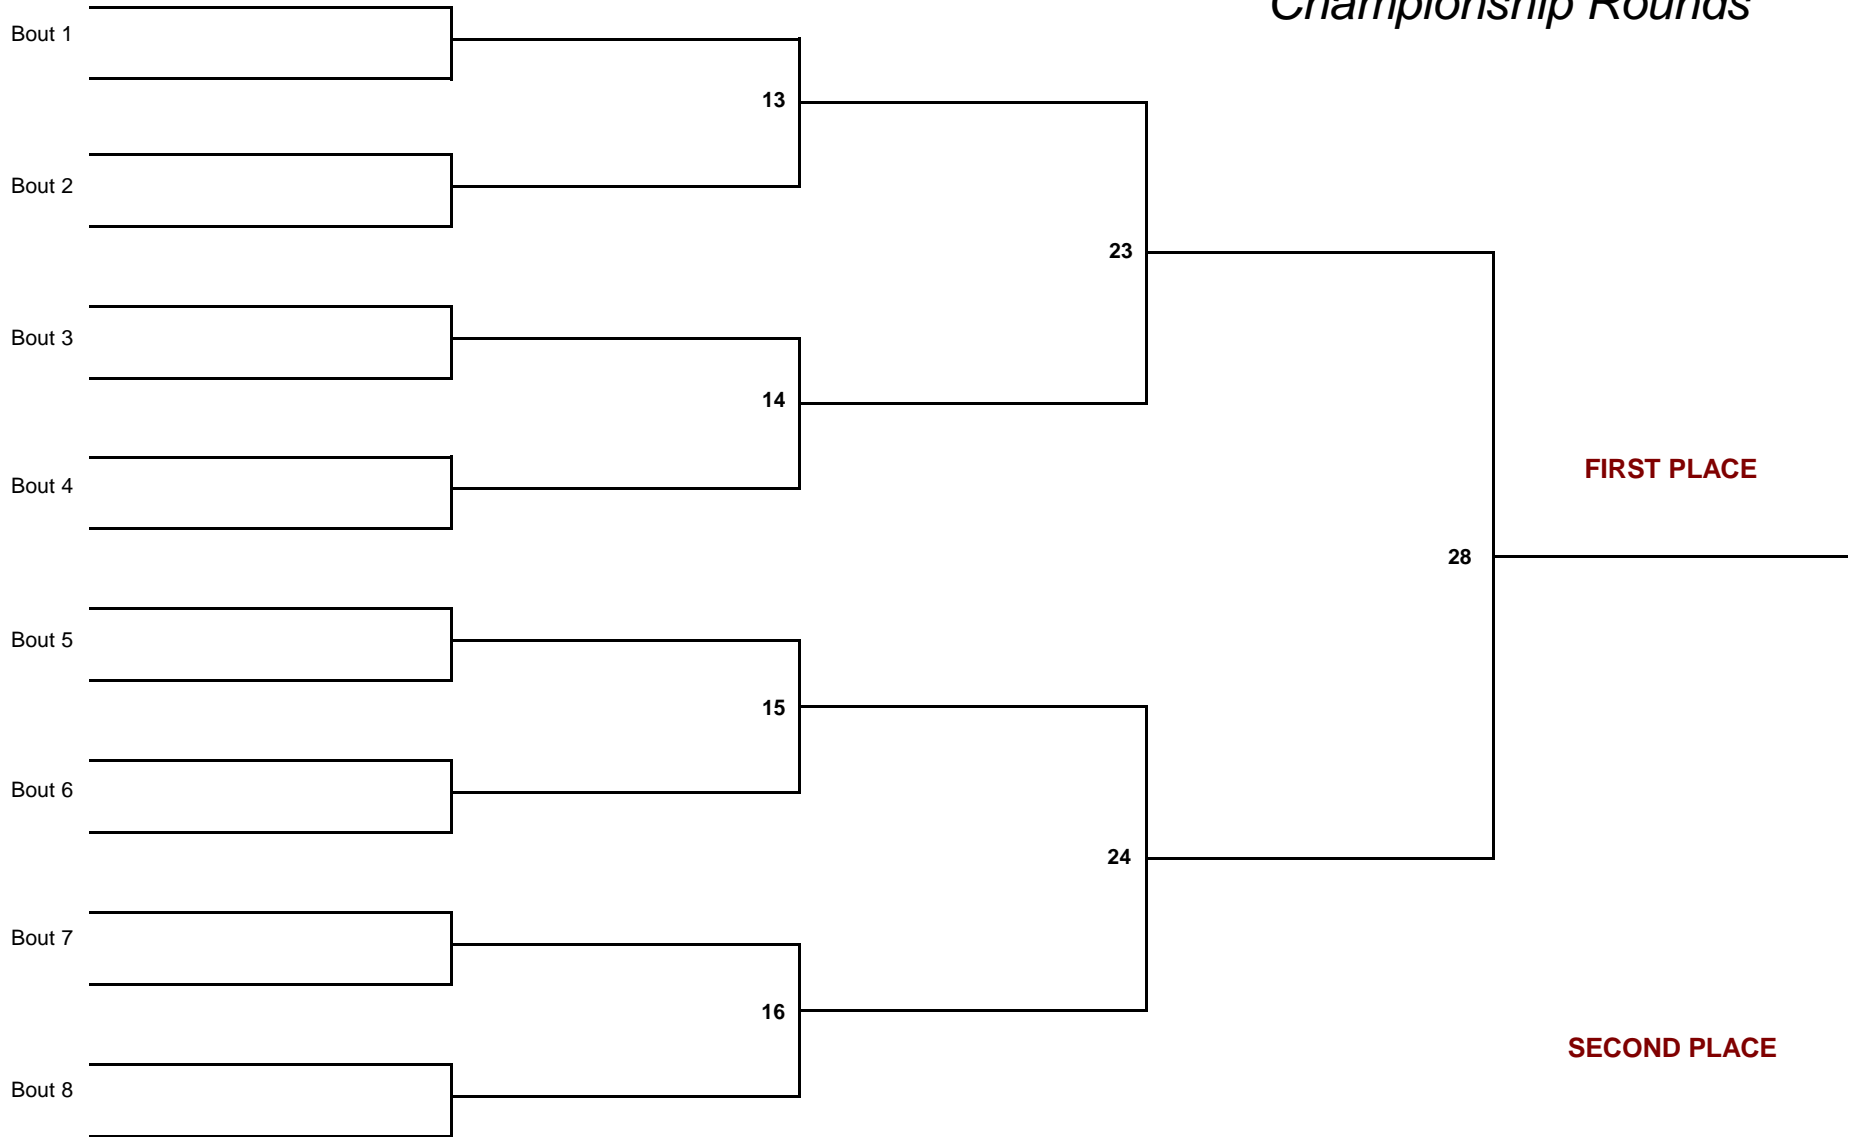 Championship Rounds
Bout 1
13
Bout 2
23
Bout 3
14
Bout 4
FIRST PLACE
28
Bout 5
15
Bout 6
24
Bout 7
16
SECOND PLACE
Bout 8